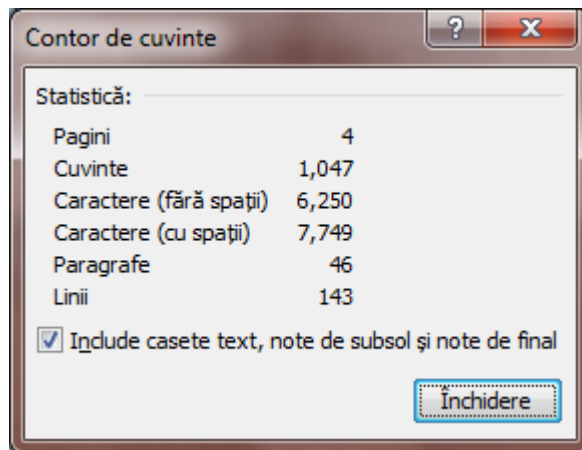 Contor de cuvinte
Statistică:
Pagini 4
Cuvinte 1,047
Caractere (fără spații) 6,250
Caractere (cu spații) 7,749
Paragrafe 46
Linii 143
Include casete text, note de subsol și note de final
Închidere